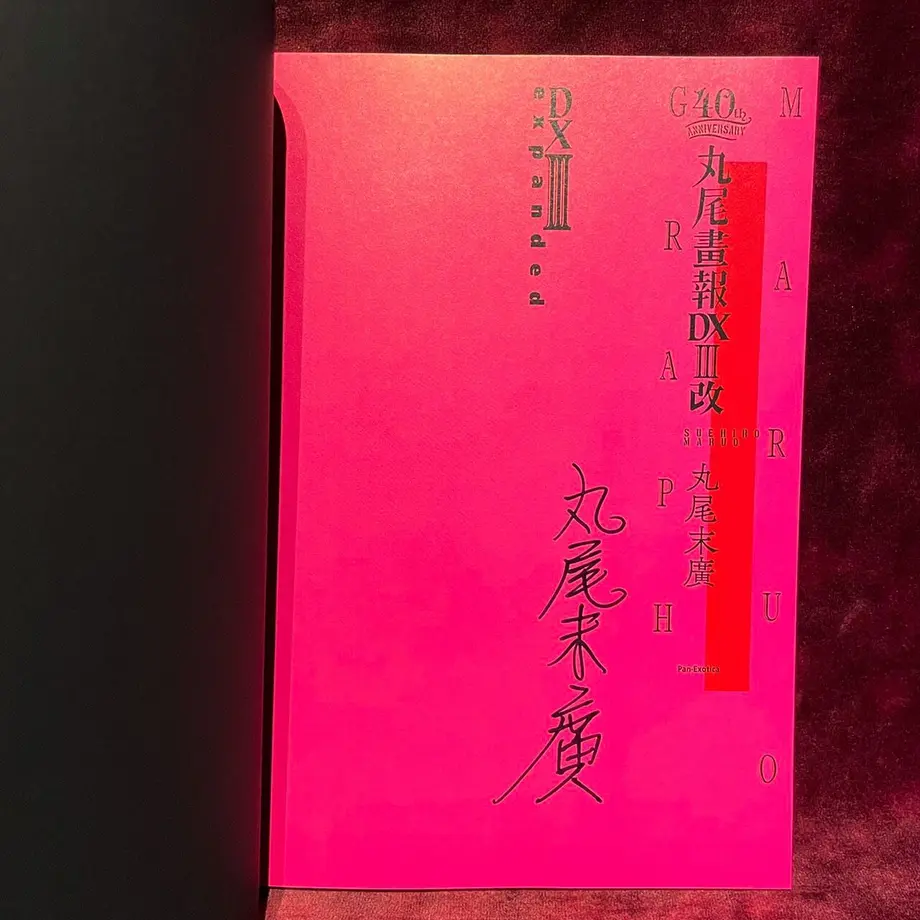 MARUO
GRAPH
40th
ANNIVERSARY
丸尾畫報DXⅢ改
SUEHIRO
MARUO
丸尾末廣
Pan-Exotica
DXⅢ
expanded
丸尾末廣